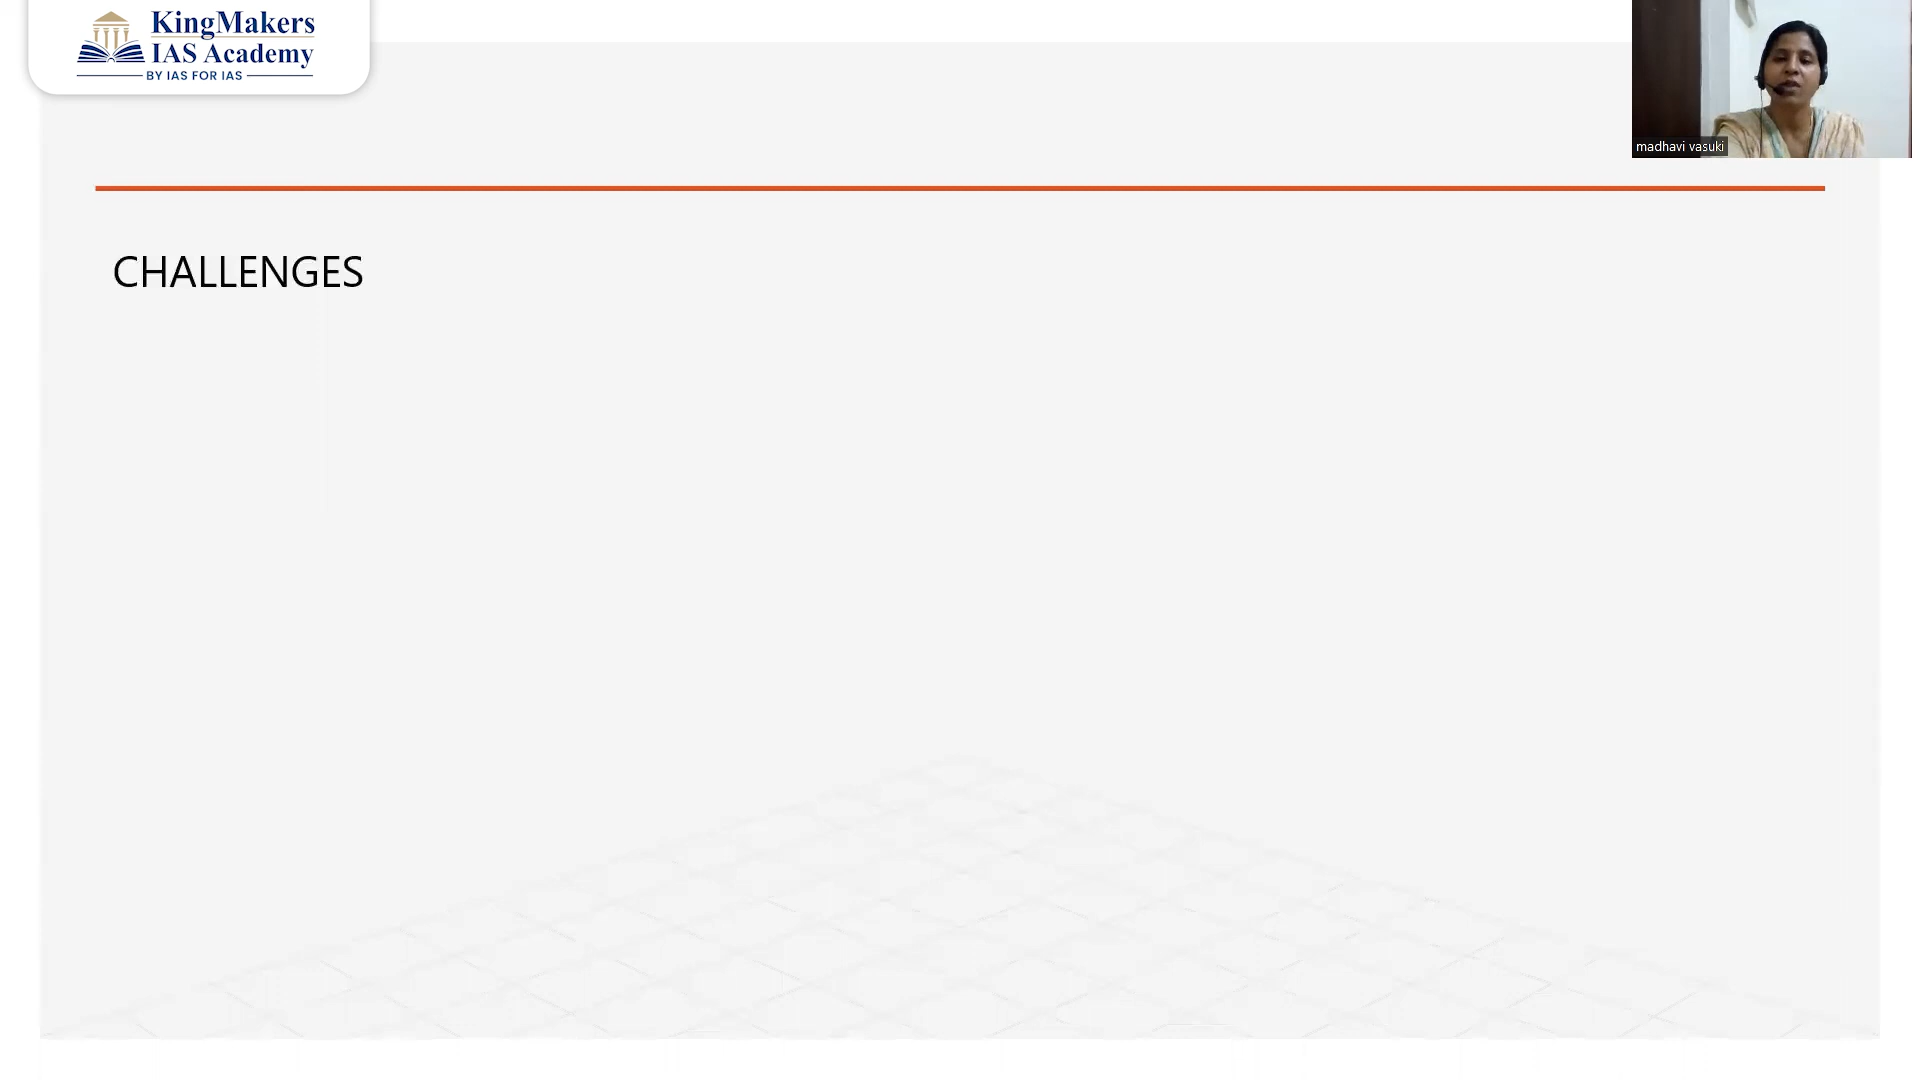 KingMakers
IAS Academy
BY IAS FOR IAS
madhavi vasuki
CHALLENGES